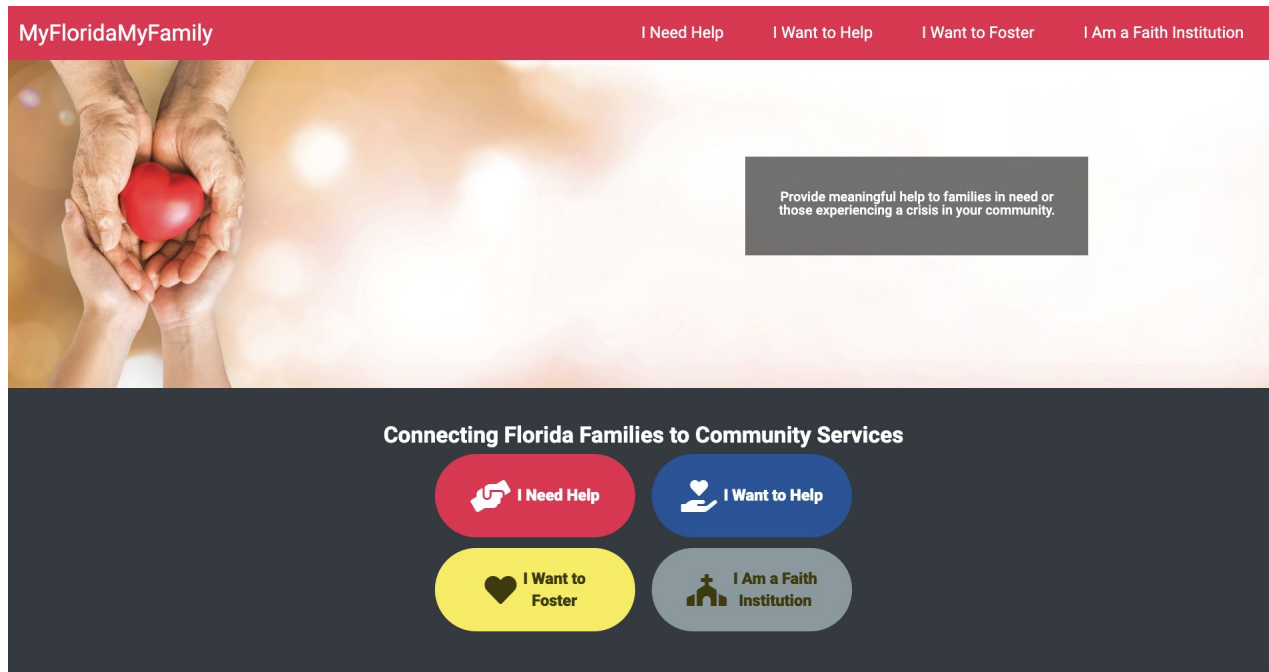 MyFloridaMyFamily
I Need Help
I Want to Help
I Want to Foster
I Am a Faith Institution
Provide meaningful help to families in need or
those experiencing a crisis in your community.
Connecting Florida Families to Community Services
I Need Help
I Want to Help
I Want to
Foster
I Am a Faith
Institution